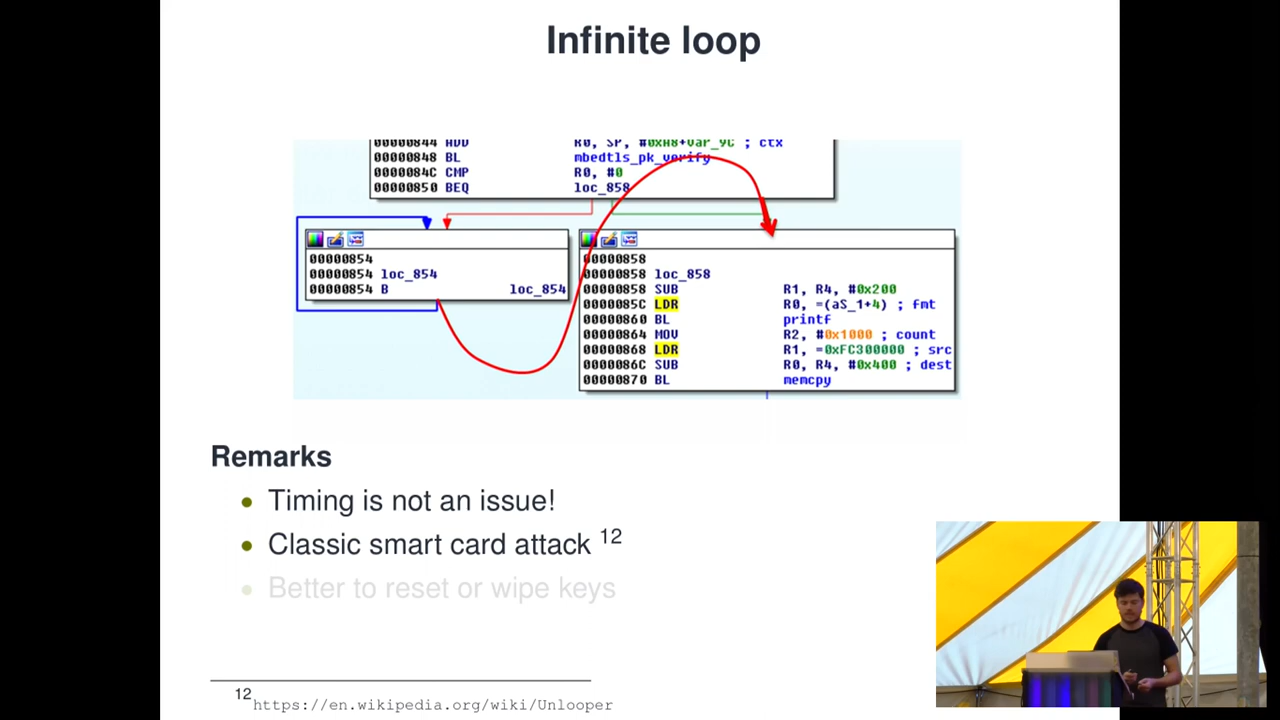 Infinite loop
00000844 ADD R0, SP, #0xA8+var_9C ; ctx
00000848 BL mbedtls_pk_verify
0000084C CMP R0, #0
00000850 BEQ loc_858
00000854
00000854 loc_854
00000854 B loc_854
00000858
00000858 loc_858
00000858 SUB R1, R4, #0x200
0000085C LDR R0, =(aS_1+4) ; fmt
00000860 BL printf
00000864 MOV R2, #0x1000 ; count
00000868 LDR R1, =0xFC300000 ; src
0000086C SUB R0, R4, #0x400 ; dest
00000870 BL memcpy
Remarks
• Timing is not an issue!
• Classic smart card attack 12
• Better to reset or wipe keys
12 https://en.wikipedia.org/wiki/Unlooper